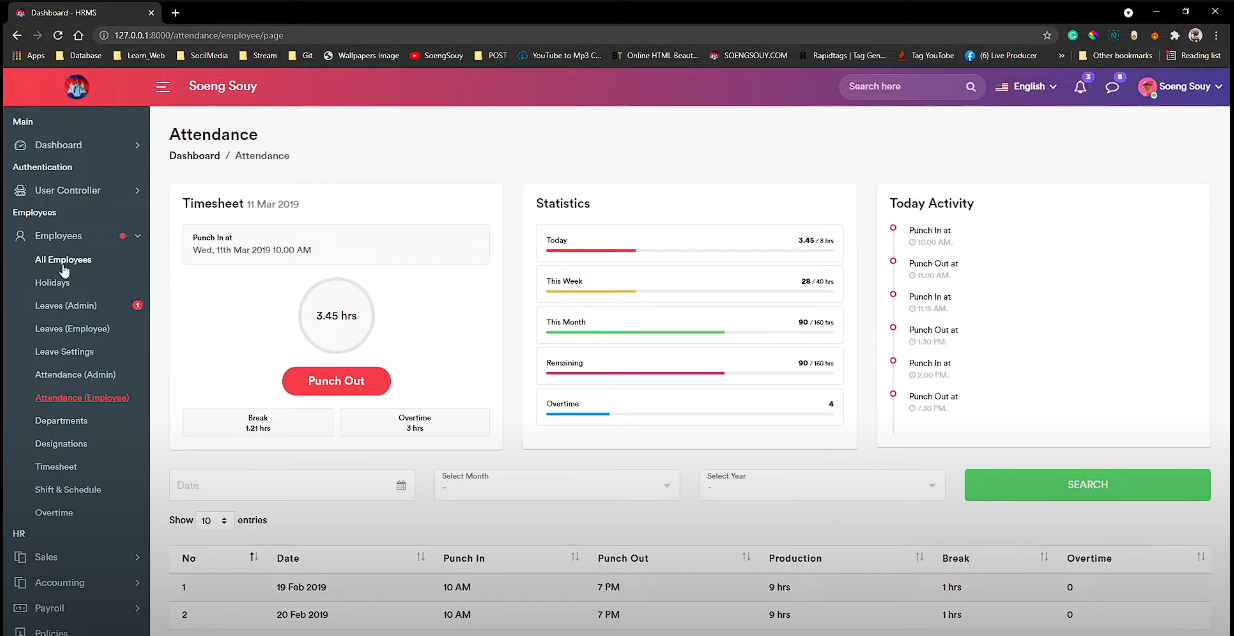 Dashboard - HRMS
127.0.0.1:8000/attendance/employee/page
Apps Database Learn_Web SocilMedia Stream Git Wallpapers Image SoengSouy POST YouTube to Mp3 C... Online HTML Beaut... SOENGSOUY.COM Rapidtags | Tag Gen... Tag YouTube (6) Live Producer » Other bookmarks Reading list
Soeng Souy
Search here
English
3
8
Soeng Souy
Main
Dashboard
Authentication
User Controller
Employees
Employees
All Employees
Holidays
Leaves (Admin) 1
Leaves (Employee)
Leave Settings
Attendance (Admin)
Attendance (Employee)
Departments
Designations
Timesheet
Shift & Schedule
Overtime
HR
Sales
Accounting
Payroll
Policies
Attendance
Dashboard / Attendance
Timesheet 11 Mar 2019
Punch In at
Wed, 11th Mar 2019 10.00 AM
3.45 hrs
Punch Out
Break
1.21 hrs
Overtime
3 hrs
Statistics
Today 3.45 / 8 hrs
This Week 28 / 40 hrs
This Month 90 / 160 hrs
Remaining 90 / 160 hrs
Overtime 4
Today Activity
Punch In at
10.00 AM.
Punch Out at
11.00 AM.
Punch In at
11.15 AM.
Punch Out at
1.30 PM.
Punch In at
2.00 PM.
Punch Out at
7.30 PM.
Date
Select Month
-
Select Year
-
SEARCH
Show 10 entries
No Date Punch In Punch Out Production Break Overtime
1 19 Feb 2019 10 AM 7 PM 9 hrs 1 hrs 0
2 20 Feb 2019 10 AM 7 PM 9 hrs 1 hrs 0